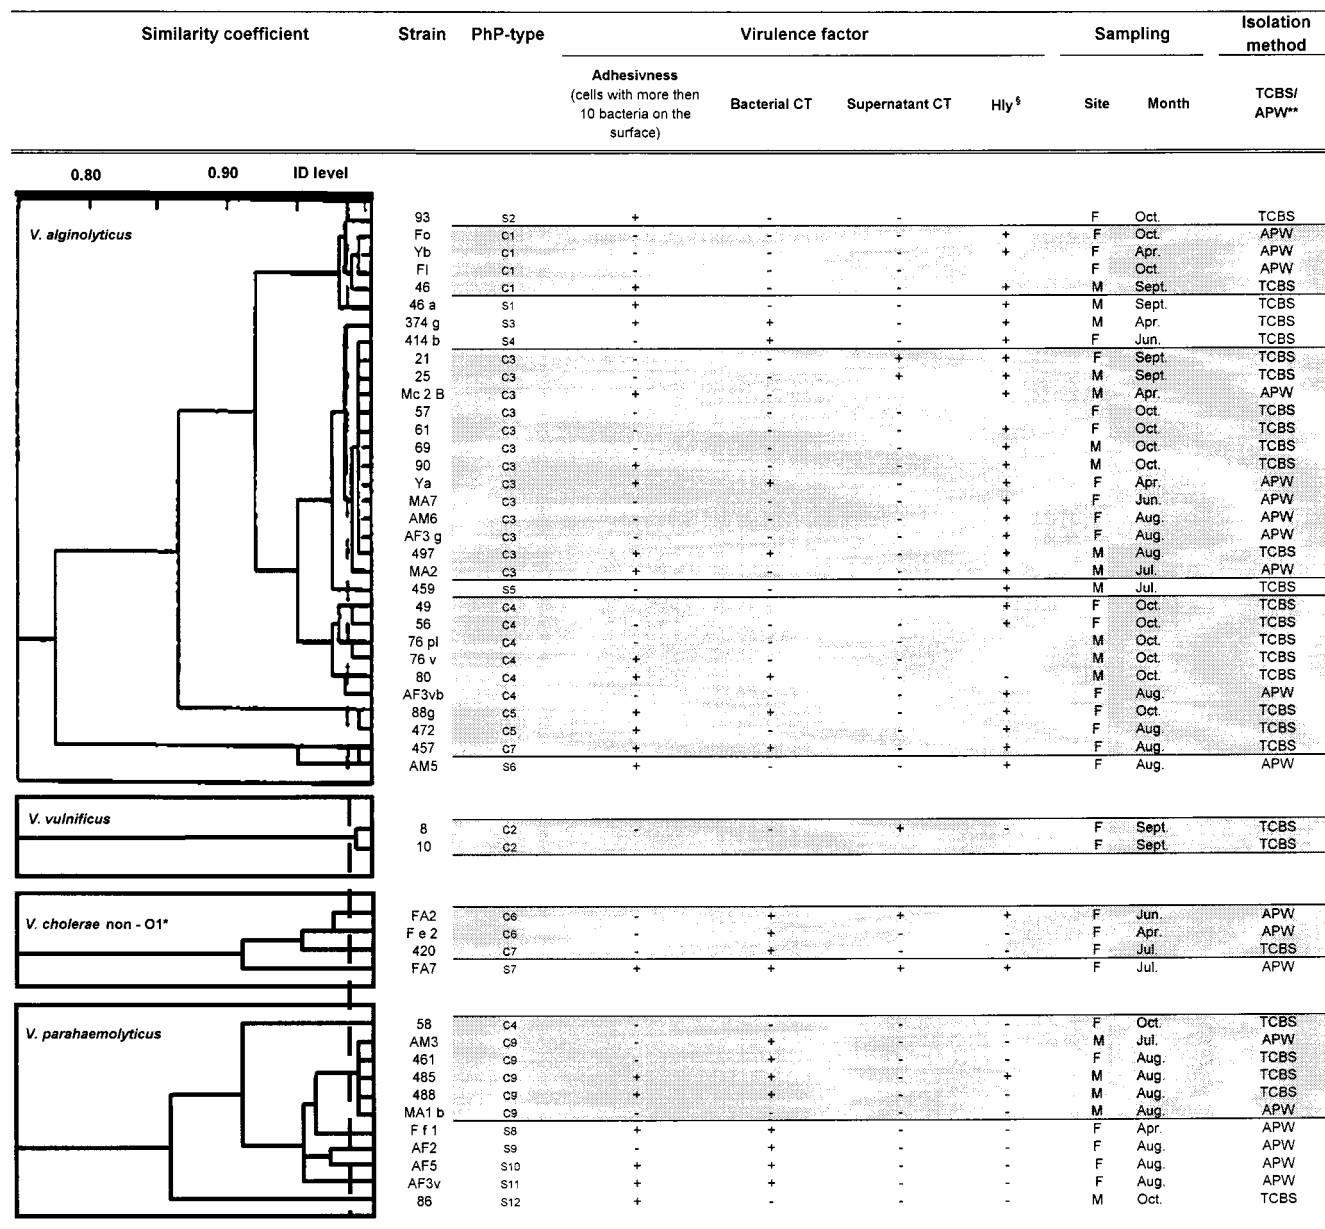 Similarity coefficient Strain PhP-type Virulence factor Sampling Isolation method
Adhesivness (cells with more then 10 bacteria on the surface) Bacterial CT Supernatant CT Hly § Site Month TCBS/ APW**
0.80 0.90 ID level
V. alginolyticus
93 S2 + - - F Oct. TCBS
Fo C1 - - - + F Oct. APW
Yb C1 - - - + F Apr. APW
Fl C1 - - - F Oct. APW
46 C1 + - - + M Sept. TCBS
46 a S1 + - - + M Sept. TCBS
374 g S3 + + - + M Apr. TCBS
414 b S4 - + - + F Jun. TCBS
21 C3 - - + + F Sept. TCBS
25 C3 - - + + M Sept. TCBS
Mc 2 B C3 + - - + M Apr. APW
57 C3 - - - F Oct. TCBS
61 C3 - - - + F Oct. TCBS
69 C3 - - - + M Oct. TCBS
90 C3 + - - + M Oct. TCBS
Ya C3 + + - + F Apr. APW
MA7 C3 - - - + F Jun. APW
AM6 C3 - - - + F Aug. APW
AF3 g C3 - - - + F Aug. APW
497 C3 + + - + M Aug. TCBS
MA2 C3 + - - + M Jul. APW
459 S5 - - - + M Jul. TCBS
49 C4 - - - + F Oct. TCBS
56 C4 - - - + F Oct. TCBS
76 pl C4 - - - M Oct. TCBS
76 v C4 + - - M Oct. TCBS
80 C4 + + - - M Oct. TCBS
AF3vb C4 - - + F Aug. APW
88g C5 + + - + F Oct. TCBS
472 C5 + - - + F Aug. TCBS
457 C7 + + - + F Aug. TCBS
AM5 S6 + - - + F Aug. APW
V. vulnificus
8 C2 - - + - F Sept. TCBS
10 C2 F Sept. TCBS
V. cholerae non - O1*
FA2 C6 - + + + F Jun. APW
F e 2 C6 - + - - F Apr. APW
420 C7 - + - - F Jul. TCBS
FA7 S7 + + + + F Jul. APW
V. parahaemolyticus
58 C4 - - - - F Oct. TCBS
AM3 C9 - + - - M Jul. APW
461 C9 - + - - F Aug. TCBS
485 C9 + + - + M Aug. TCBS
488 C9 + + - - M Aug. TCBS
MA1 b C9 - - - - M Aug. APW
F f 1 S8 + + - - F Apr. APW
AF2 S9 - + - - F Aug. APW
AF5 S10 + + - - F Aug. APW
AF3v S11 + + - - F Aug. APW
86 S12 + - - - M Oct. TCBS